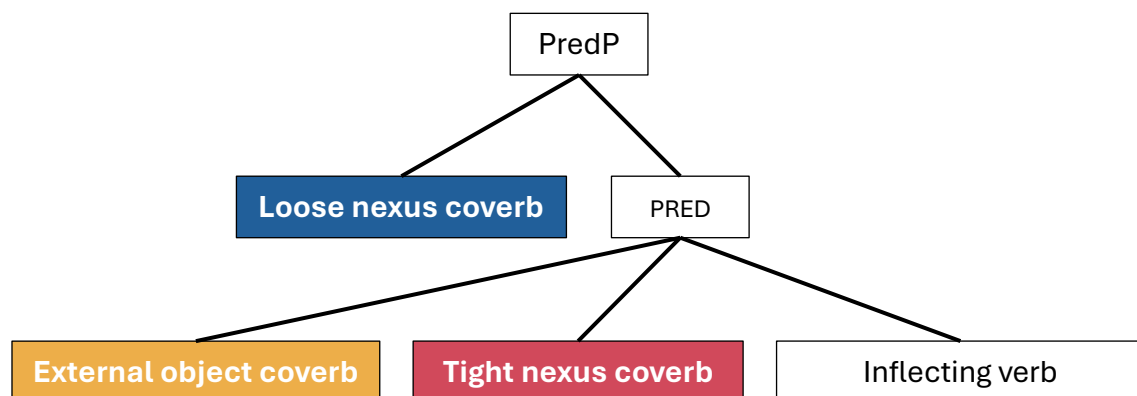 PredP
Loose nexus coverb
PRED
External object coverb
Tight nexus coverb
Inflecting verb